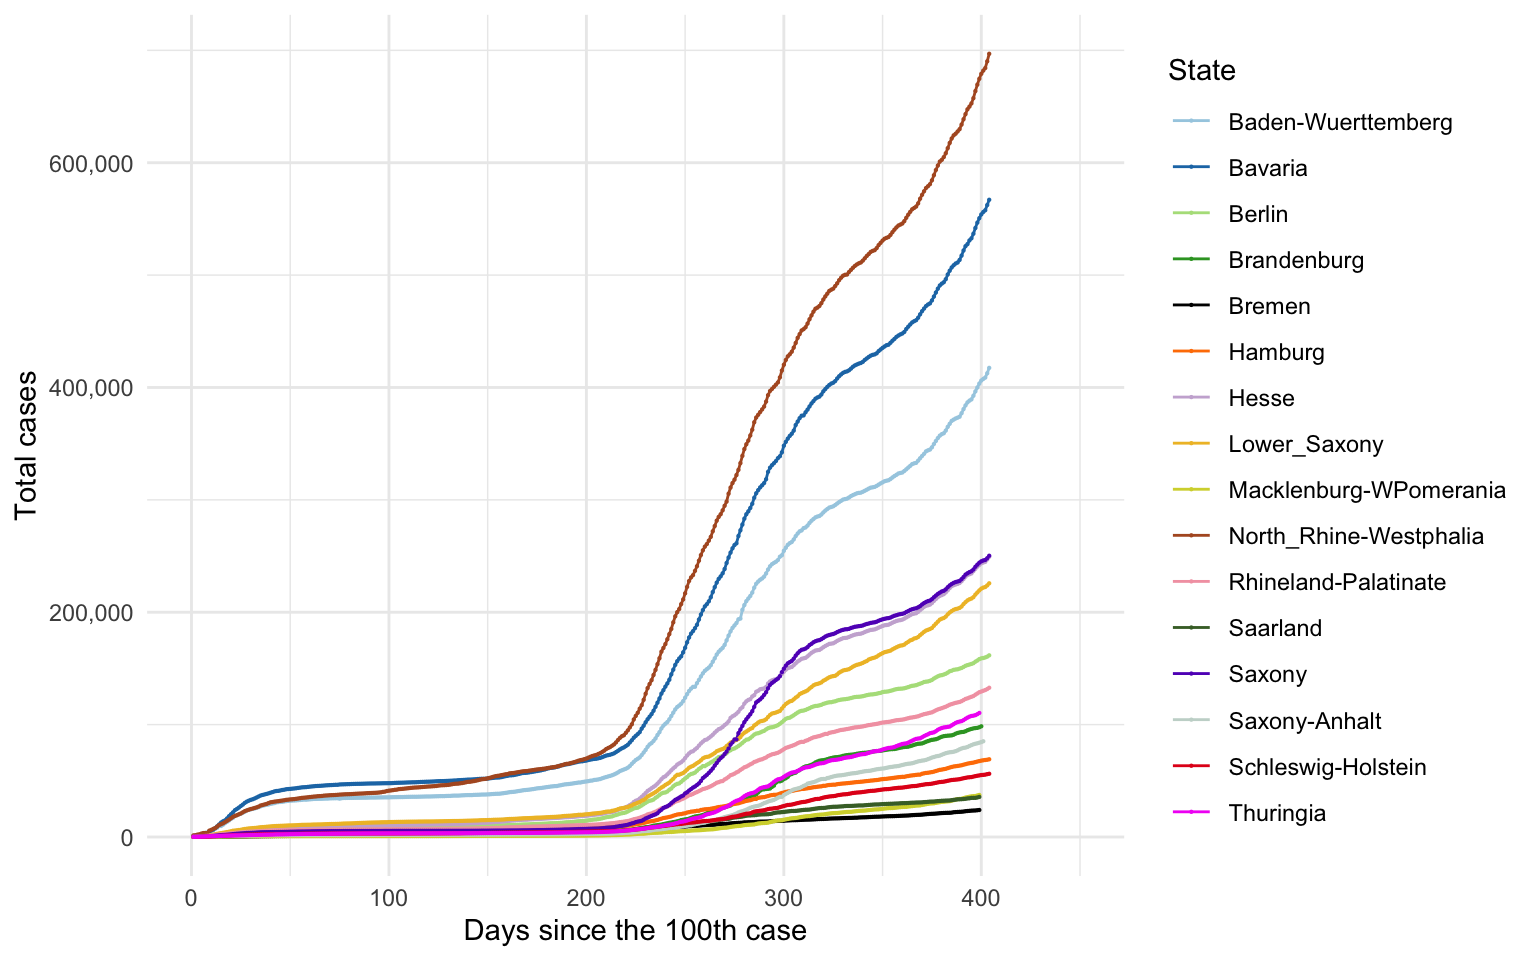 State
Baden-Wuerttemberg
Bavaria
Berlin
Brandenburg
Bremen
Hamburg
Hesse
Lower_Saxony
Macklenburg-WPomerania
North_Rhine-Westphalia
Rhineland-Palatinate
Saarland
Saxony
Saxony-Anhalt
Schleswig-Holstein
Thuringia
Total cases
600,000
400,000
200,000
0
0 100 200 300 400
Days since the 100th case